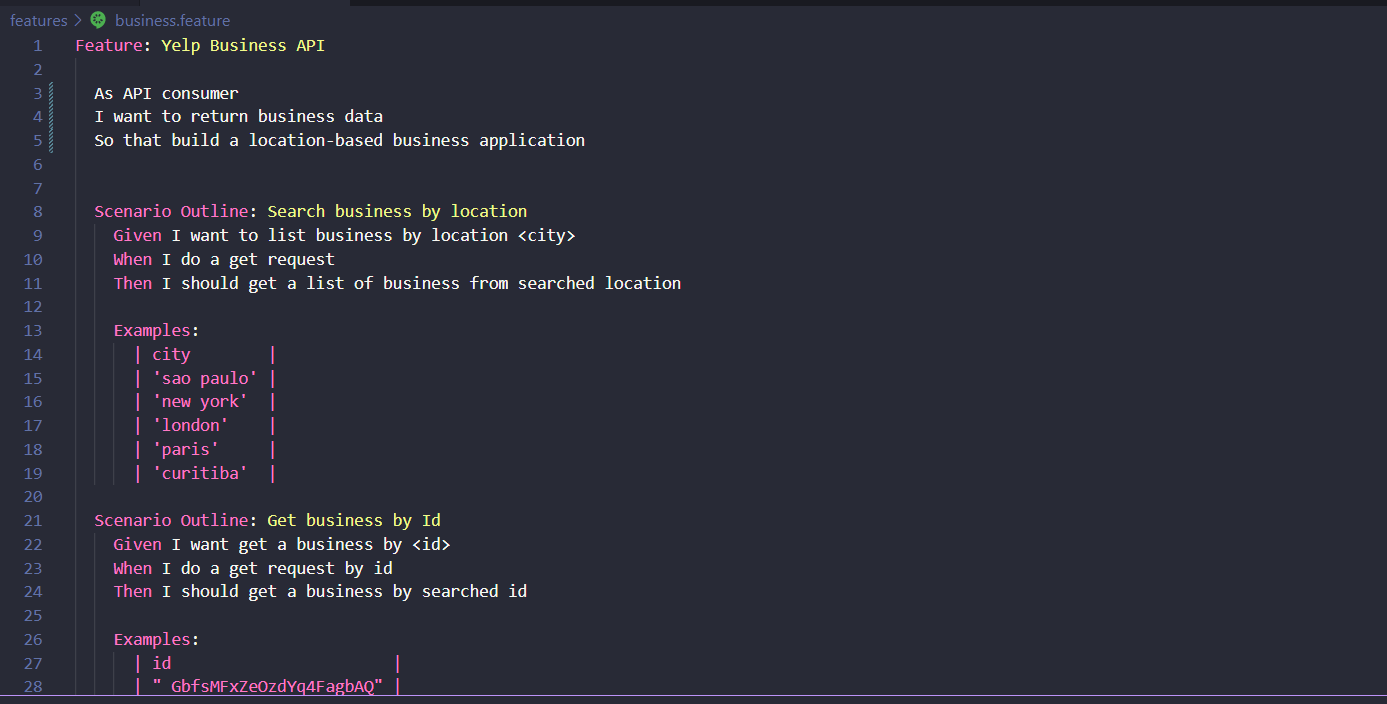 features > business.feature
1 Feature: Yelp Business API
2
3 As API consumer
4 I want to return business data
5 So that build a location-based business application
6
7
8 Scenario Outline: Search business by location
9 Given I want to list business by location <city>
10 When I do a get request
11 Then I should get a list of business from searched location
12
13 Examples:
14 | city |
15 | 'sao paulo' |
16 | 'new york' |
17 | 'london' |
18 | 'paris' |
19 | 'curitiba' |
20
21 Scenario Outline: Get business by Id
22 Given I want get a business by <id>
23 When I do a get request by id
24 Then I should get a business by searched id
25
26 Examples:
27 | id |
28 | " GbfsMFxZeOzdYq4FagbAQ" |